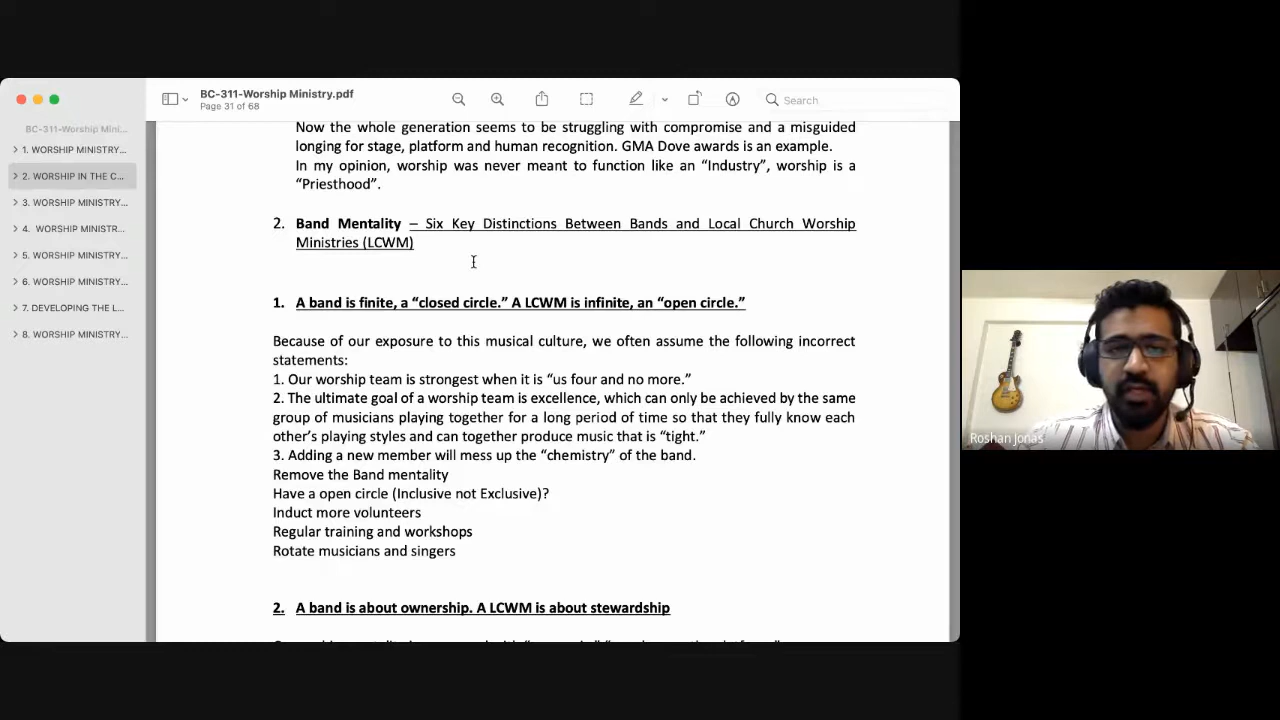 BC-311-Worship Ministry.pdf
Page 31 of 68
Search
BC-311-Worship Mini...
1. WORSHIP MINISTRY...
2. WORSHIP IN THE C...
3. WORSHIP MINISTRY...
4. WORSHIP MINISTR...
5. WORSHIP MINISTRY...
6. WORSHIP MINISTRY...
7. DEVELOPING THE L...
8. WORSHIP MINISTRY...
Now the whole generation seems to be struggling with compromise and a misguided
longing for stage, platform and human recognition. GMA Dove awards is an example.
In my opinion, worship was never meant to function like an “Industry”, worship is a
“Priesthood”.
2. Band Mentality – Six Key Distinctions Between Bands and Local Church Worship
Ministries (LCWM)
1. A band is finite, a “closed circle.” A LCWM is infinite, an “open circle.”
Because of our exposure to this musical culture, we often assume the following incorrect
statements:
1. Our worship team is strongest when it is “us four and no more.”
2. The ultimate goal of a worship team is excellence, which can only be achieved by the same
group of musicians playing together for a long period of time so that they fully know each
other’s playing styles and can together produce music that is “tight.”
3. Adding a new member will mess up the “chemistry” of the band.
Remove the Band mentality
Have a open circle (Inclusive not Exclusive)?
Induct more volunteers
Regular training and workshops
Rotate musicians and singers
2. A band is about ownership. A LCWM is about stewardship
Roshan Jonas